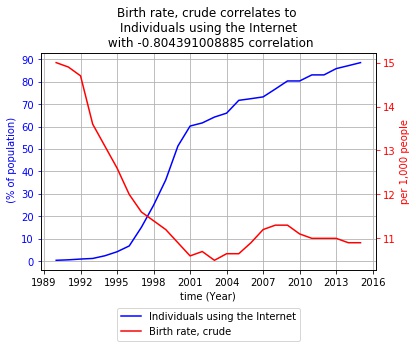 Birth rate, crude correlates to
Individuals using the Internet
with -0.804391008885 correlation
90
80
70
60
50
40
30
20
10
0
(% of population)
15
14
13
12
11
per 1,000 people
1989 1992 1995 1998 2001 2004 2007 2010 2013 2016
time (Year)
Individuals using the Internet
Birth rate, crude